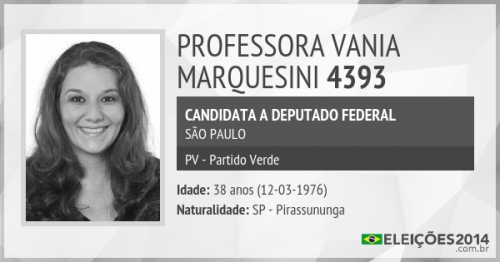 PROFESSORA VANIA
MARQUESINI 4393
CANDIDATA A DEPUTADO FEDERAL
SÃO PAULO
PV - Partido Verde
Idade: 38 anos (12-03-1976)
Naturalidade: SP - Pirassununga
ELEIÇÕES2014
.com.br